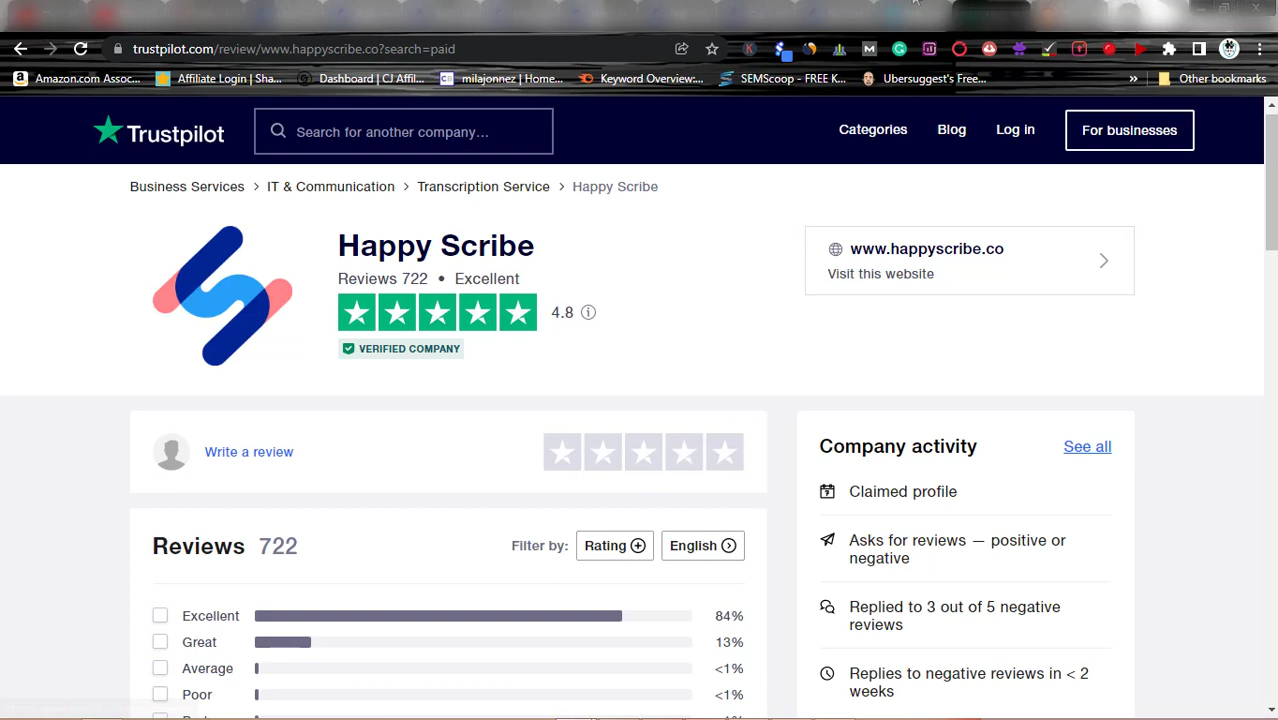 trustpilot.com/review/www.happyscribe.co?search=paid
Amazon.com Assoc...
Affiliate Login | Sha...
Dashboard | CJ Affil...
milajonnez | Home...
Keyword Overview...
SEMScoop - FREE K...
Ubersuggest's Free...
»
Other bookmarks
Trustpilot
Search for another company...
Categories
Blog
Log in
For businesses
Business Services > IT & Communication > Transcription Service > Happy Scribe
Happy Scribe
Reviews 722 • Excellent
4.8
VERIFIED COMPANY
www.happyscribe.co
Visit this website
Write a review
Company activity
See all
Claimed profile
Asks for reviews — positive or
negative
Replied to 3 out of 5 negative
reviews
Replies to negative reviews in < 2
weeks
Reviews 722
Filter by:
Rating
English
Excellent 84%
Great 13%
Average <1%
Poor <1%